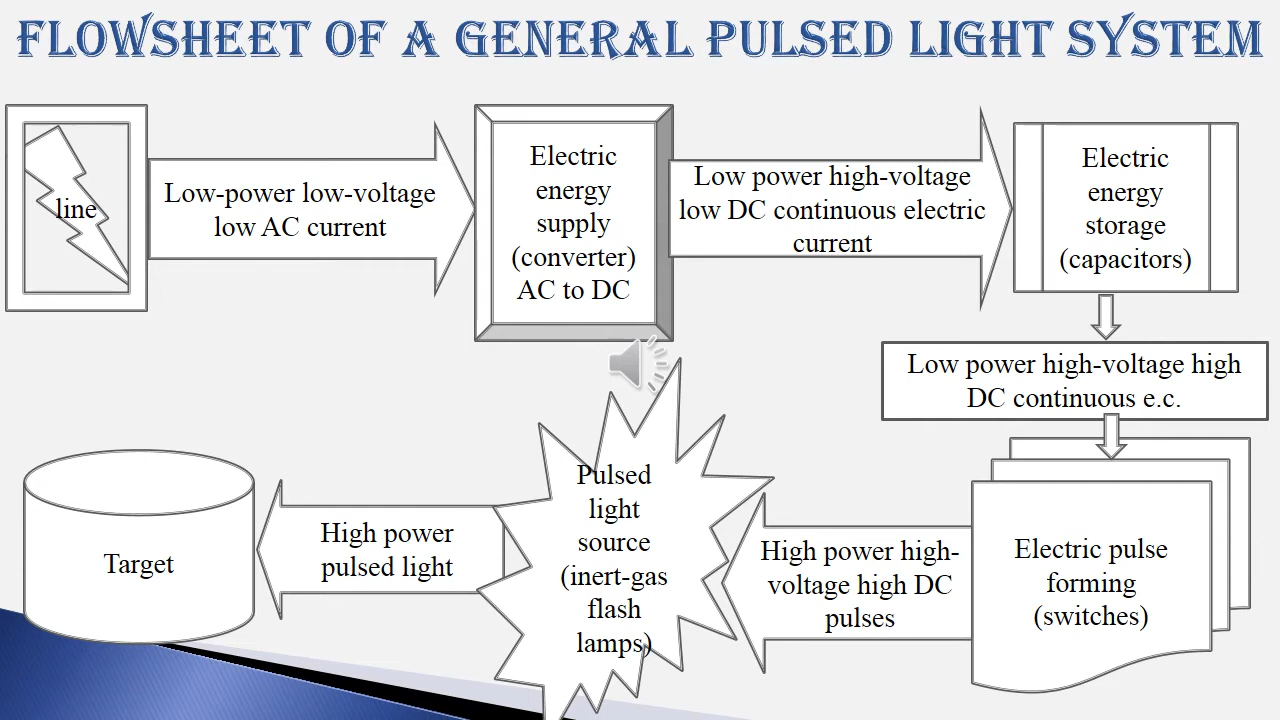 FLOWSHEET OF A GENERAL PULSED LIGHT SYSTEM
line
Low-power low-voltage
low AC current
Electric
energy
supply
(converter)
AC to DC
Low power high-voltage
low DC continuous electric
current
Electric
energy
storage
(capacitors)
Low power high-voltage high
DC continuous e.c.
Electric pulse
forming
(switches)
High power high-
voltage high DC
pulses
Pulsed
light
source
(inert-gas
flash
lamps)
High power
pulsed light
Target